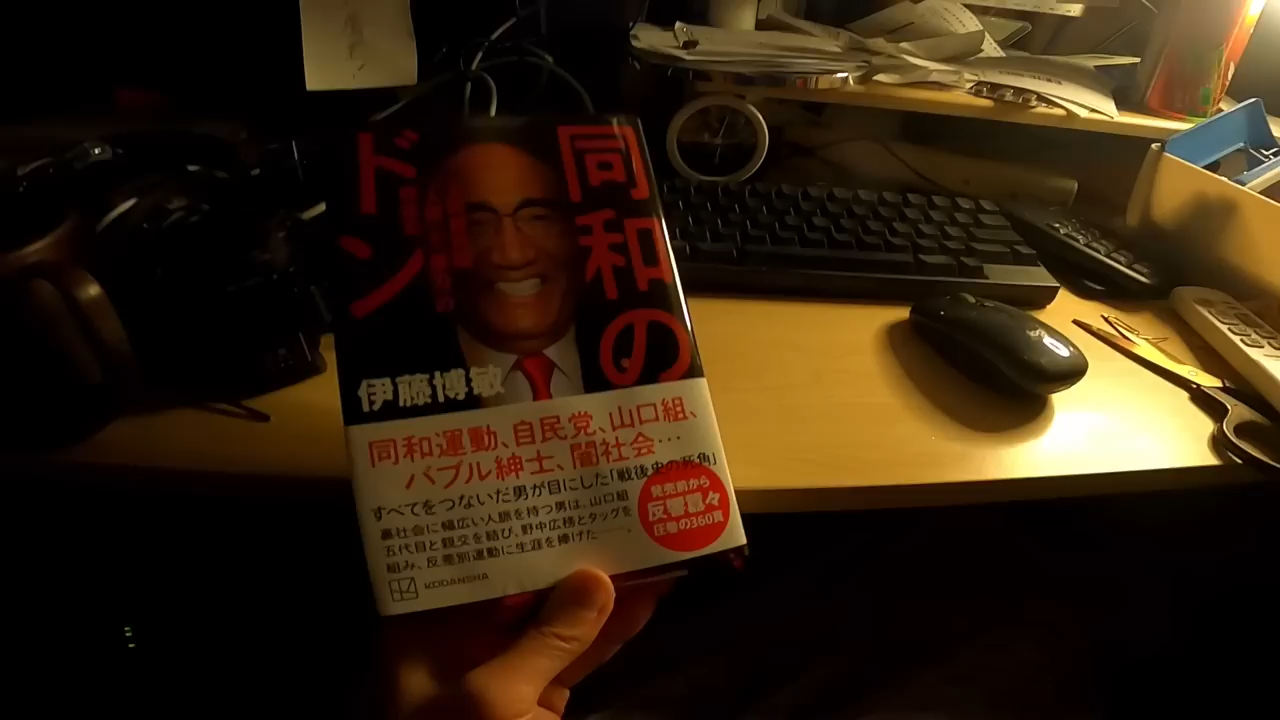 同和の
ドン
伊藤博敏
同和運動、自民党、山口組、
バブル紳士、闇社会…
すべてをつないだ男が目にした「戦後史の死角」
裏社会に幅広い人脈を持つ男は、山口組
五代目と親交を結び、野中広務とタッグを
組み、反差別運動に生涯を捧げた――。
発売前から
反響囂々
圧巻の360頁
KODANSHA